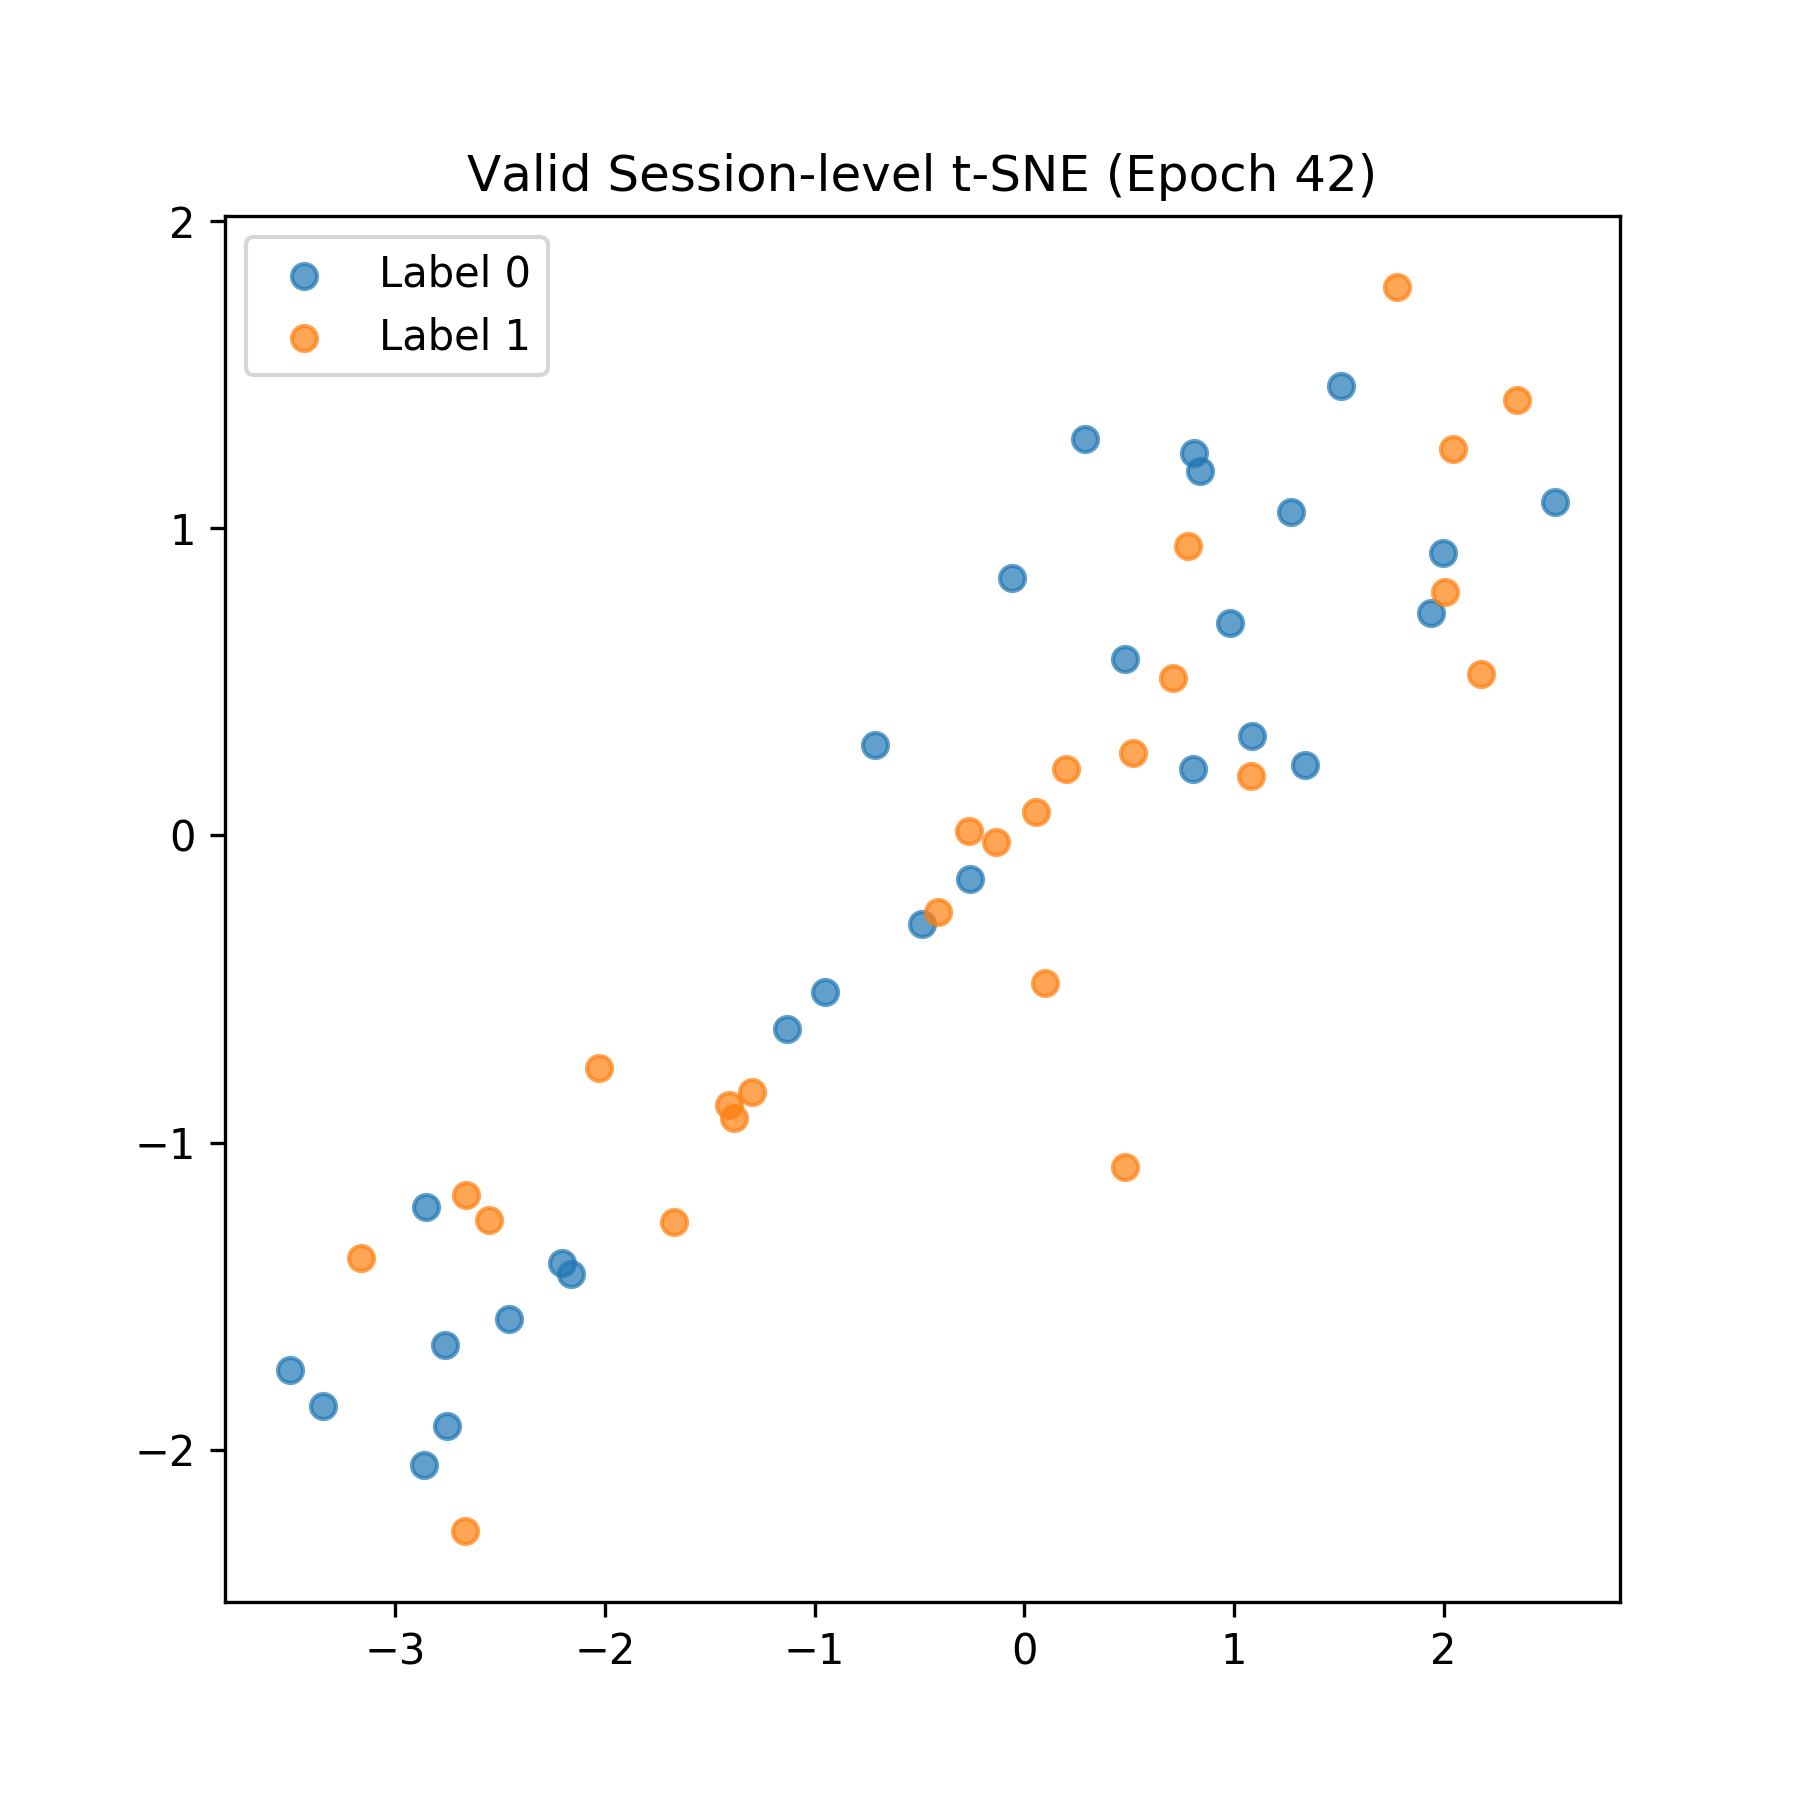 Valid Session-level t-SNE (Epoch 42)
Label 0
Label 1
2
1
0
−1
−2
−3 −2 −1 0 1 2